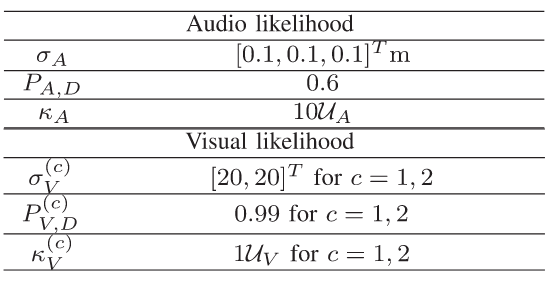 Audio likelihood
σ_A [0.1, 0.1, 0.1]^T m
P_{A,D} 0.6
κ_A 10𝒰_A
Visual likelihood
σ_V^{(c)} [20, 20]^T for c = 1, 2
P_{V,D}^{(c)} 0.99 for c = 1, 2
κ_V^{(c)} 1𝒰_V for c = 1, 2